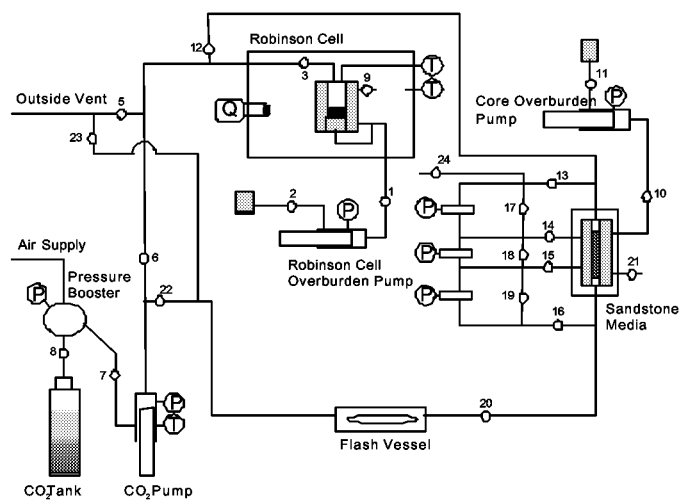 12
Robinson Cell
3
9
T
T
11
Core Overburden
Pump
P
Outside Vent
5
Q
23
24
13
2
P
1
17
P
10
14
Air Supply
6
Robinson Cell
Overburden Pump
P
18
15
21
Pressure
Booster
P
22
P
19
16
Sandstone
Media
8
7
P
T
20
Flash Vessel
CO2Tank
CO2Pump